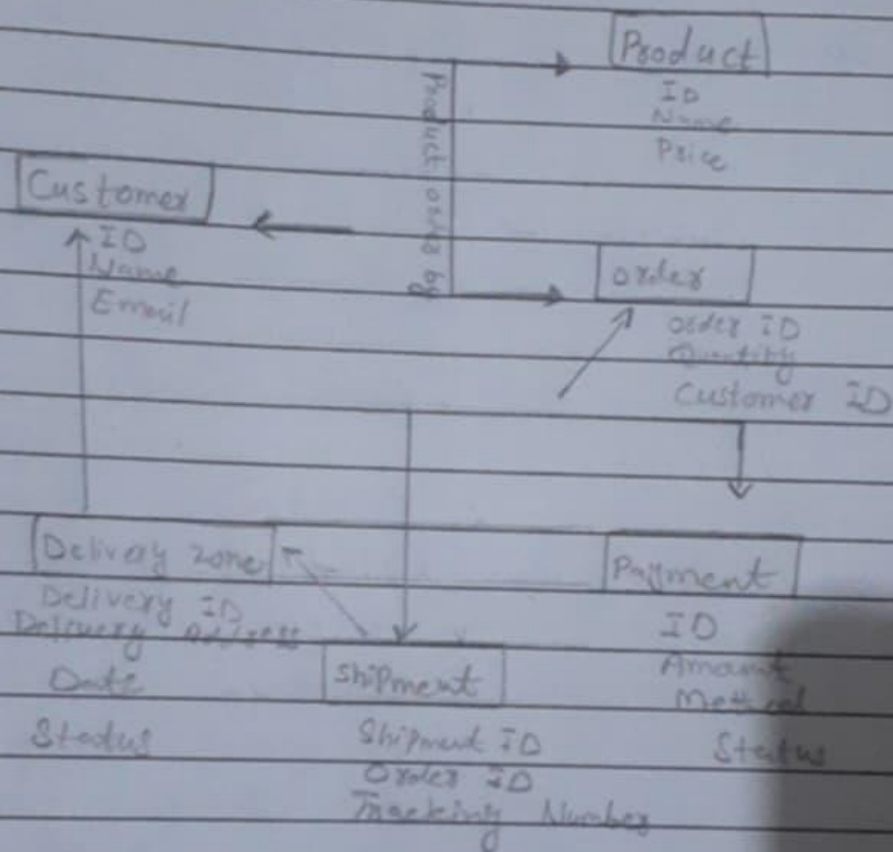 Product
ID
Name
Price
Product order by
Customer
ID
Name
Email
order
order ID
Quantity
Customer ID
Delivery zone
Delivery ID
Delivery Address
Date
Status
Payment
ID
Amount
Method
Status
Shipment
Shipment ID
Order ID
Tracking Number